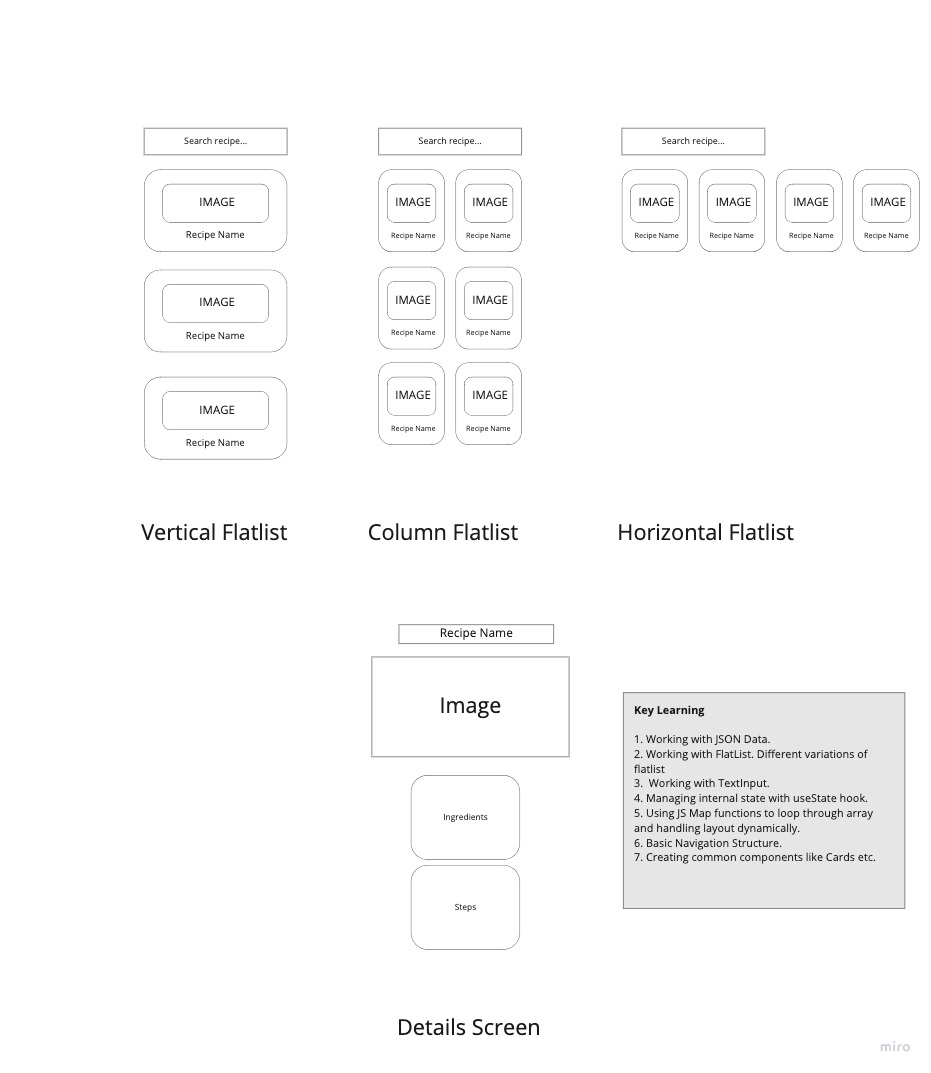 Search recipe...
IMAGE
Recipe Name
IMAGE
Recipe Name
IMAGE
Recipe Name
Vertical Flatlist
Search recipe...
IMAGE
IMAGE
Recipe Name
Recipe Name
IMAGE
IMAGE
Recipe Name
Recipe Name
IMAGE
IMAGE
Recipe Name
Recipe Name
Column Flatlist
Search recipe...
IMAGE
IMAGE
IMAGE
IMAGE
Recipe Name
Recipe Name
Recipe Name
Recipe Name
Horizontal Flatlist
Recipe Name
Image
Ingredients
Steps
Details Screen
Key Learning
1. Working with JSON Data.
2. Working with FlatList. Different variations of
flatlist
3.  Working with TextInput.
4. Managing internal state with useState hook.
5. Using JS Map functions to loop through array
and handling layout dynamically.
6. Basic Navigation Structure.
7. Creating common components like Cards etc.
miro